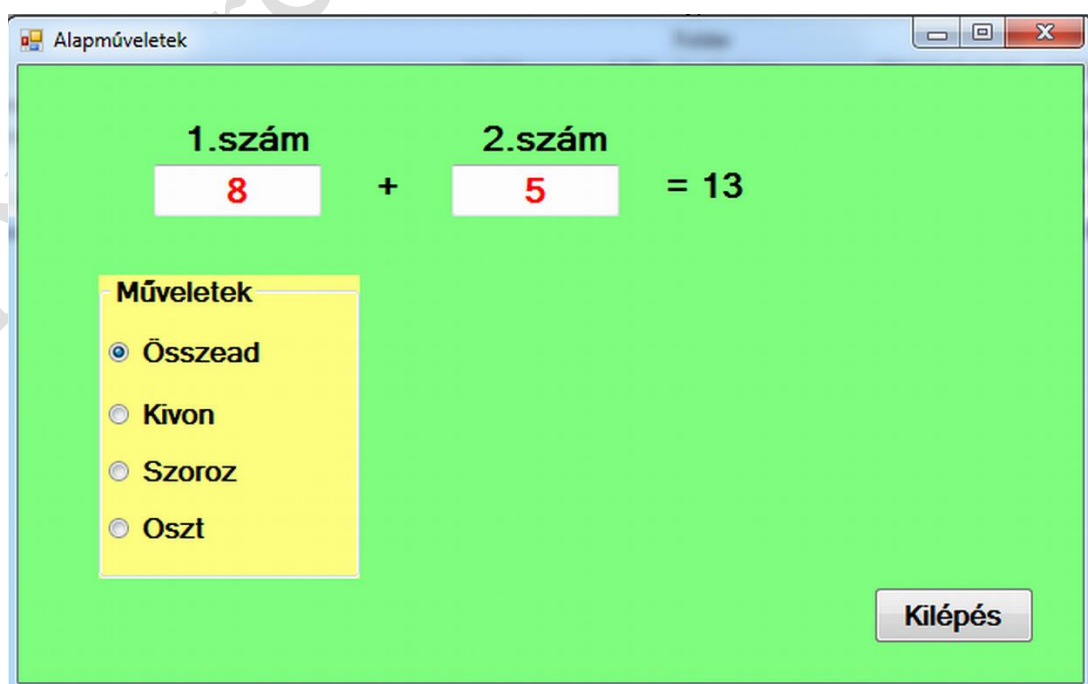 Alapműveletek
1.szám 2.szám
8 + 5 = 13
Műveletek
Összead
Kivon
Szoroz
Oszt
Kilépés